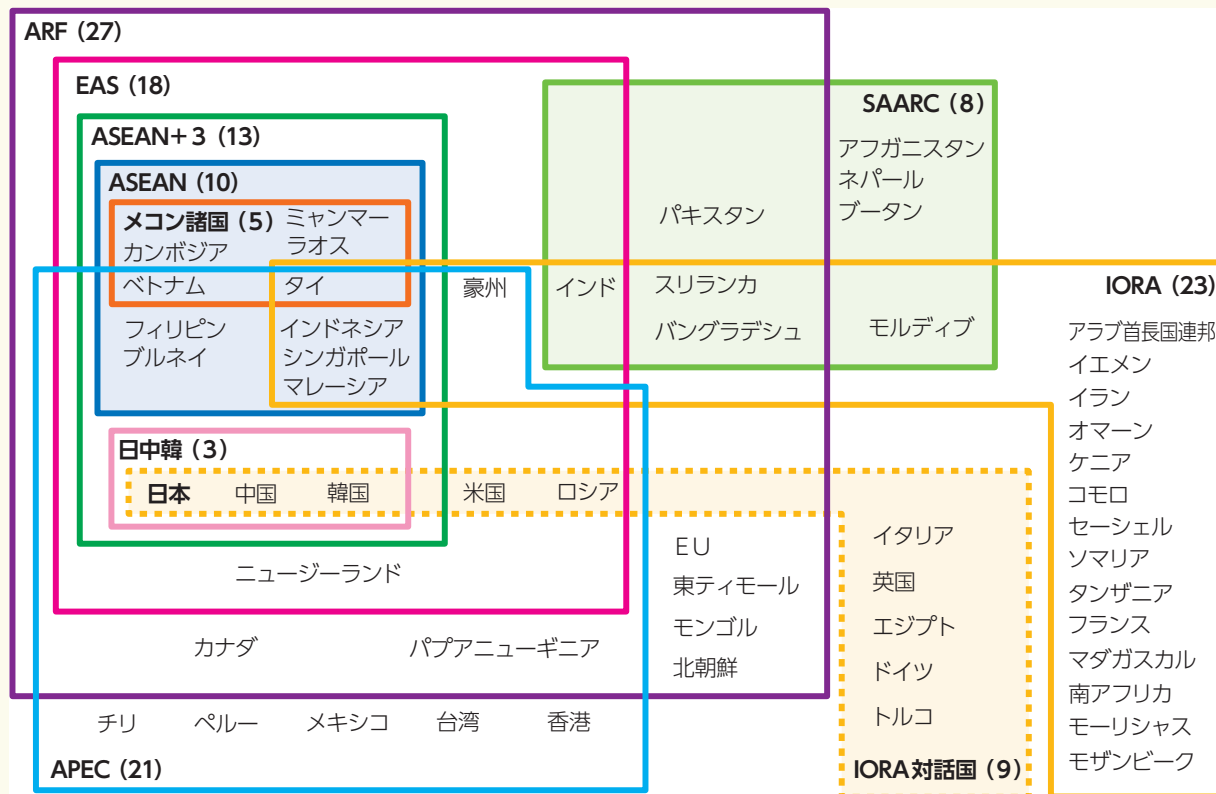 ARF (27)
EAS (18)
ASEAN+3 (13)
ASEAN (10)
メコン諸国 (5)
ミャンマー
カンボジア
ラオス
ベトナム
タイ
フィリピン
ブルネイ
インドネシア
シンガポール
マレーシア
豪州
インド
SAARC (8)
アフガニスタン
ネパール
ブータン
パキスタン
スリランカ
バングラデシュ
モルディブ
日中韓 (3)
日本
中国
韓国
米国
ロシア
ニュージーランド
カナダ
パプアニューギニア
EU
東ティモール
モンゴル
北朝鮮
チリ
ペルー
メキシコ
台湾
香港
APEC (21)
イタリア
英国
エジプト
ドイツ
トルコ
IORA対話国 (9)
IORA (23)
アラブ首長国連邦
イエメン
イラン
オマーン
ケニア
コモロ
セーシェル
ソマリア
タンザニア
フランス
マダガスカル
南アフリカ
モーリシャス
モザンビーク